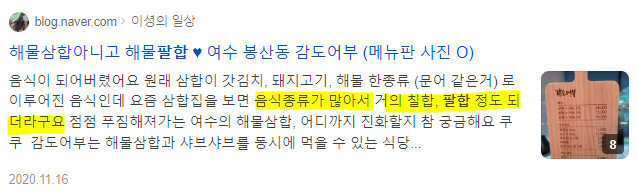 blog.naver.com › 이셩의 일상
해물삼합아니고 해물팔합 ♥ 여수 봉산동 감도어부 (메뉴판 사진 O)
음식이 되어버렸어요 원래 삼합이 갓김치, 돼지고기, 해물 한종류 (문어 같은거) 로
이루어진 음식인데 요즘 삼합집을 보면 음식종류가 많아서 거의 칠합, 팔합 정도 되
더라구요 점점 푸짐해져가는 여수의 해물삼합, 어디까지 진화할지 참 궁금해요 쿠
쿠 감도어부는 해물삼합과 샤브샤브를 동시에 먹을 수 있는 식당...
8
2020.11.16